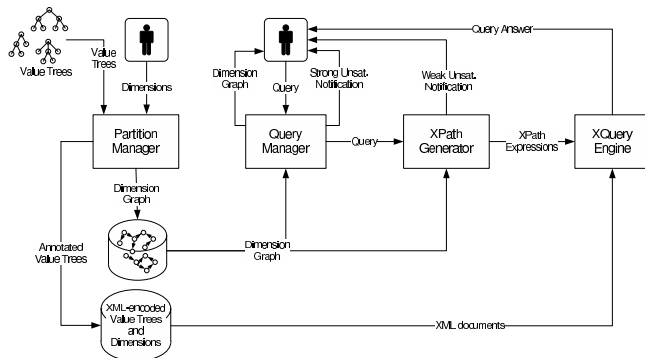 Value Trees
Value
Trees
Dimensions
Partition
Manager
Dimension
Graph
Annotated
Value Trees
XML-encoded
Value Trees
and
Dimensions
Dimension
Graph
Query
Strong Unsat.
Notification
Query
Manager
Query
Dimension
Graph
Weak Unsat.
Notification
XPath
Generator
XPath
Expressions
Query Answer
XQuery
Engine
XML documents